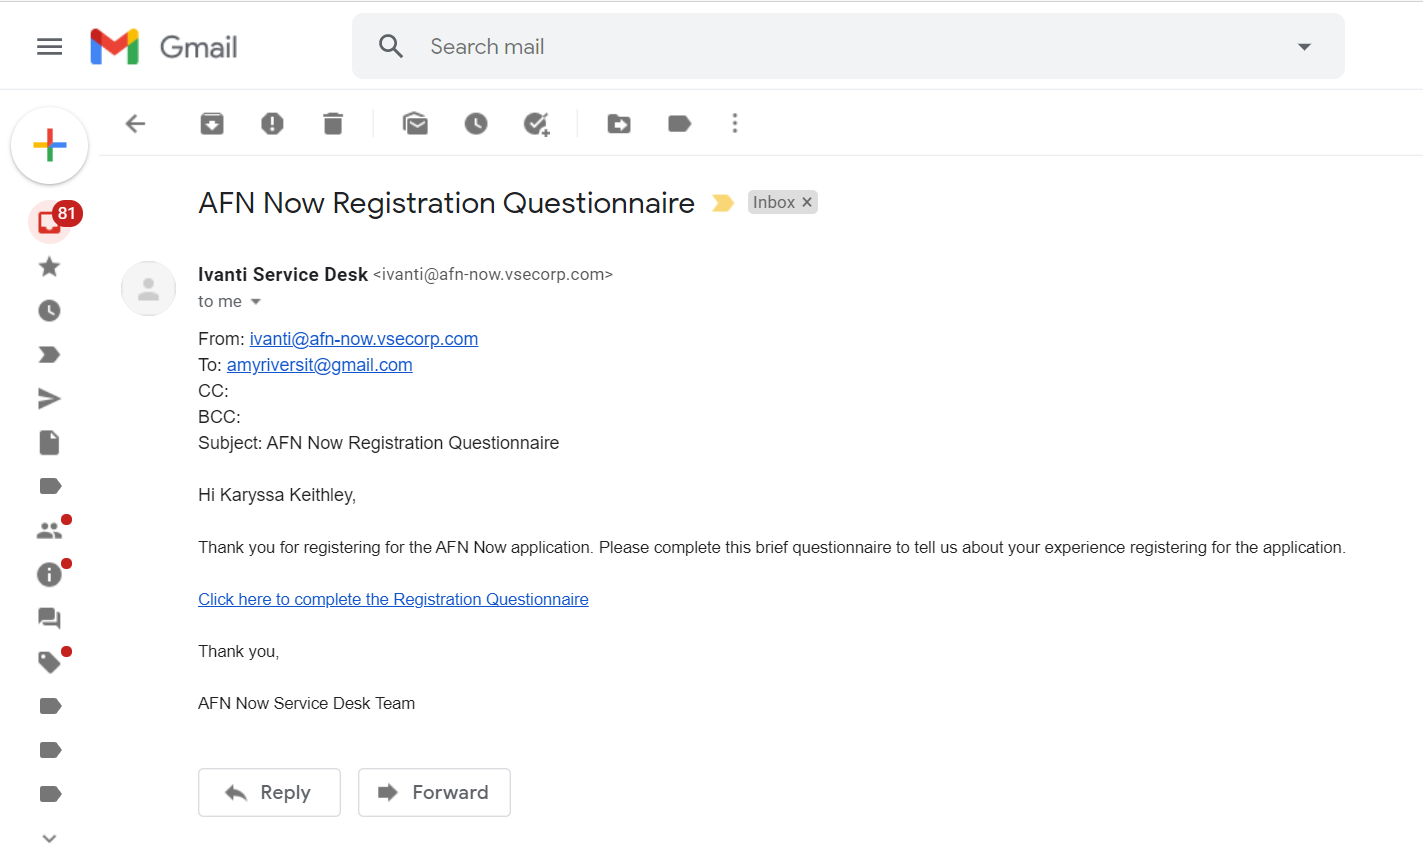 Gmail
Search mail
81
AFN Now Registration Questionnaire Inbox ×
Ivanti Service Desk <ivanti@afn-now.vsecorp.com>
to me
From: ivanti@afn-now.vsecorp.com
To: amyriversit@gmail.com
CC:
BCC:
Subject: AFN Now Registration Questionnaire
Hi Karyssa Keithley,
Thank you for registering for the AFN Now application. Please complete this brief questionnaire to tell us about your experience registering for the application.
Click here to complete the Registration Questionnaire
Thank you,
AFN Now Service Desk Team
Reply Forward